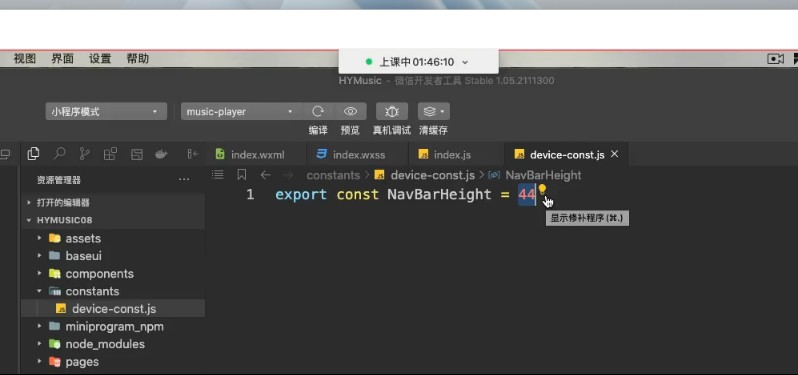 视图 界面 设置 帮助
上课中 01:46:10
HYMusic - 微信开发者工具 Stable 1.05.2111300
小程序模式 music-player
编译 预览 真机调试 清缓存
index.wxml index.wxss index.js device-const.js
资源管理器 ... constants > device-const.js > NavBarHeight
1 export const NavBarHeight = 44
显示修补程序 (⌘.)
打开的编辑器
HYMUSIC08
assets
baseui
components
constants
device-const.js
miniprogram_npm
node_modules
pages